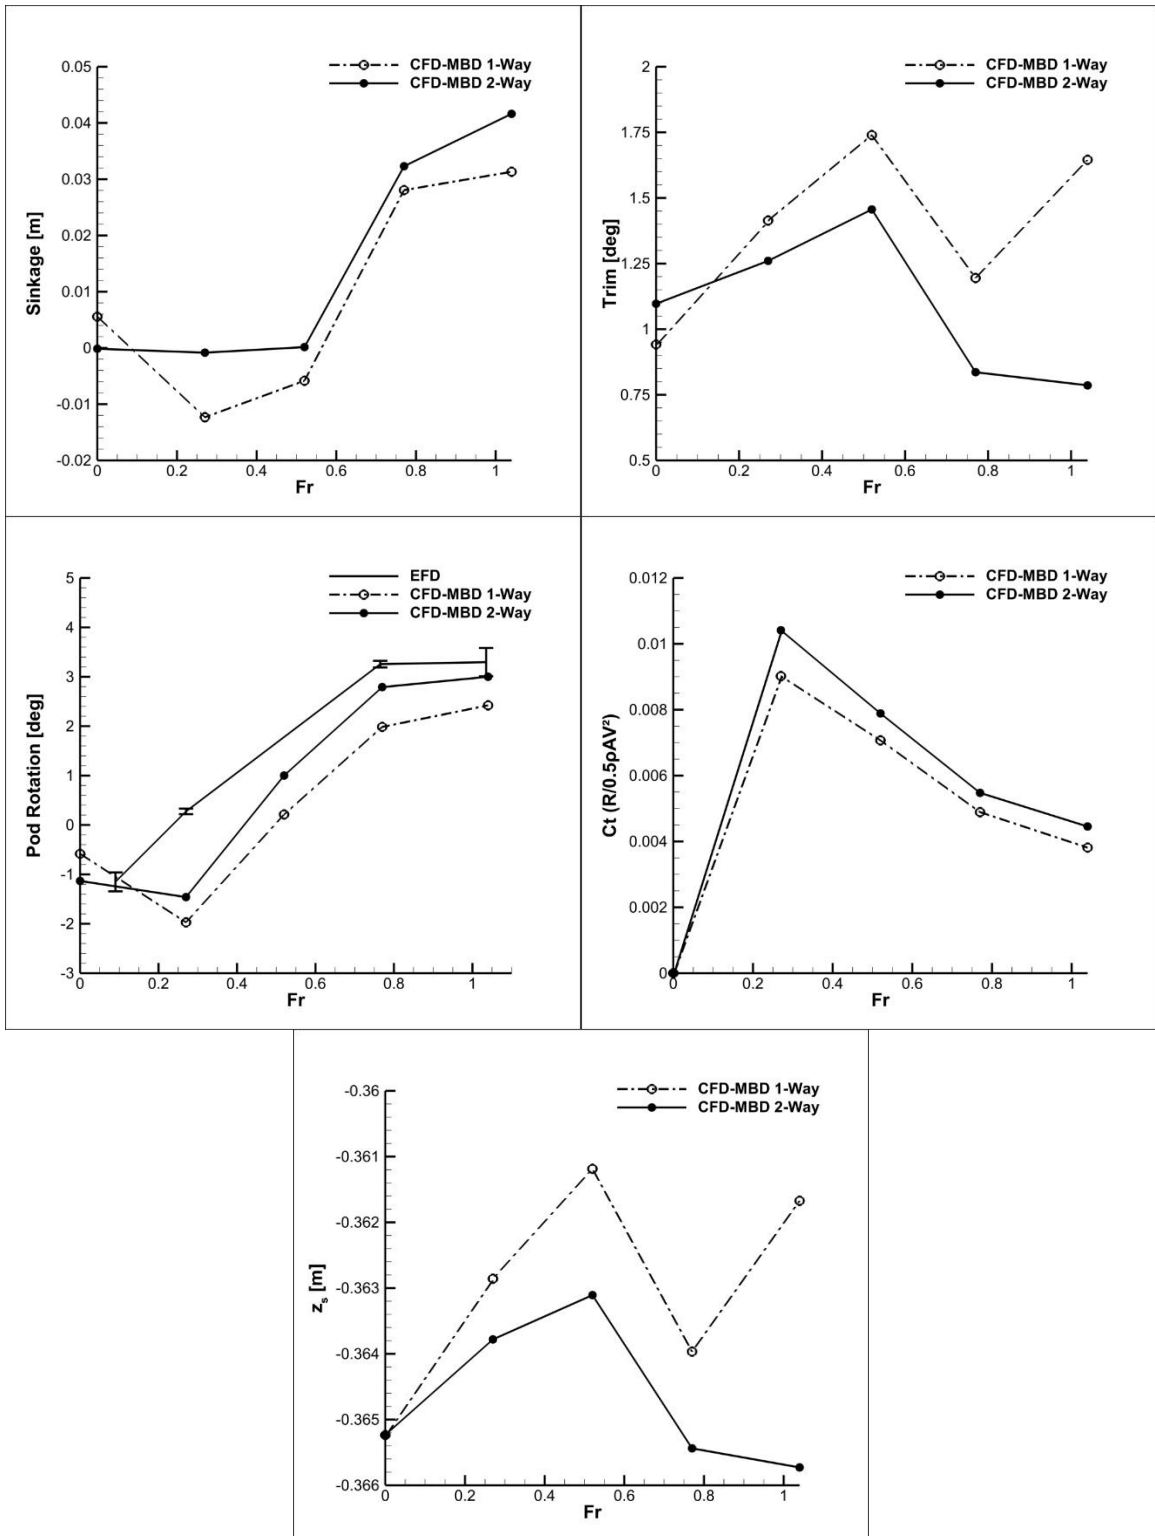 CFD-MBD 1-Way
CFD-MBD 2-Way
0.05
0.04
0.03
0.02
0.01
0
-0.01
-0.02
Sinkage [m]
0 0.2 0.4 0.6 0.8 1
Fr
CFD-MBD 1-Way
CFD-MBD 2-Way
2
1.75
1.5
1.25
1
0.75
0.5
Trim [deg]
0 0.2 0.4 0.6 0.8 1
Fr
EFD
CFD-MBD 1-Way
CFD-MBD 2-Way
5
4
3
2
1
0
-1
-2
-3
Pod Rotation [deg]
0 0.2 0.4 0.6 0.8 1
Fr
CFD-MBD 1-Way
CFD-MBD 2-Way
0.012
0.01
0.008
0.006
0.004
0.002
0
Ct (R/0.5ρAV²)
0 0.2 0.4 0.6 0.8 1
Fr
CFD-MBD 1-Way
CFD-MBD 2-Way
-0.36
-0.361
-0.362
-0.363
-0.364
-0.365
-0.366
zₛ [m]
0 0.2 0.4 0.6 0.8 1
Fr